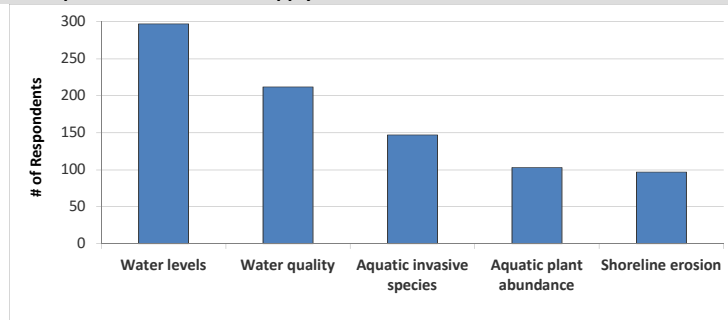 300
250
200
150
100
50
0
# of Respondents
Water levels
Water quality
Aquatic invasive
species
Aquatic plant
abundance
Shoreline erosion